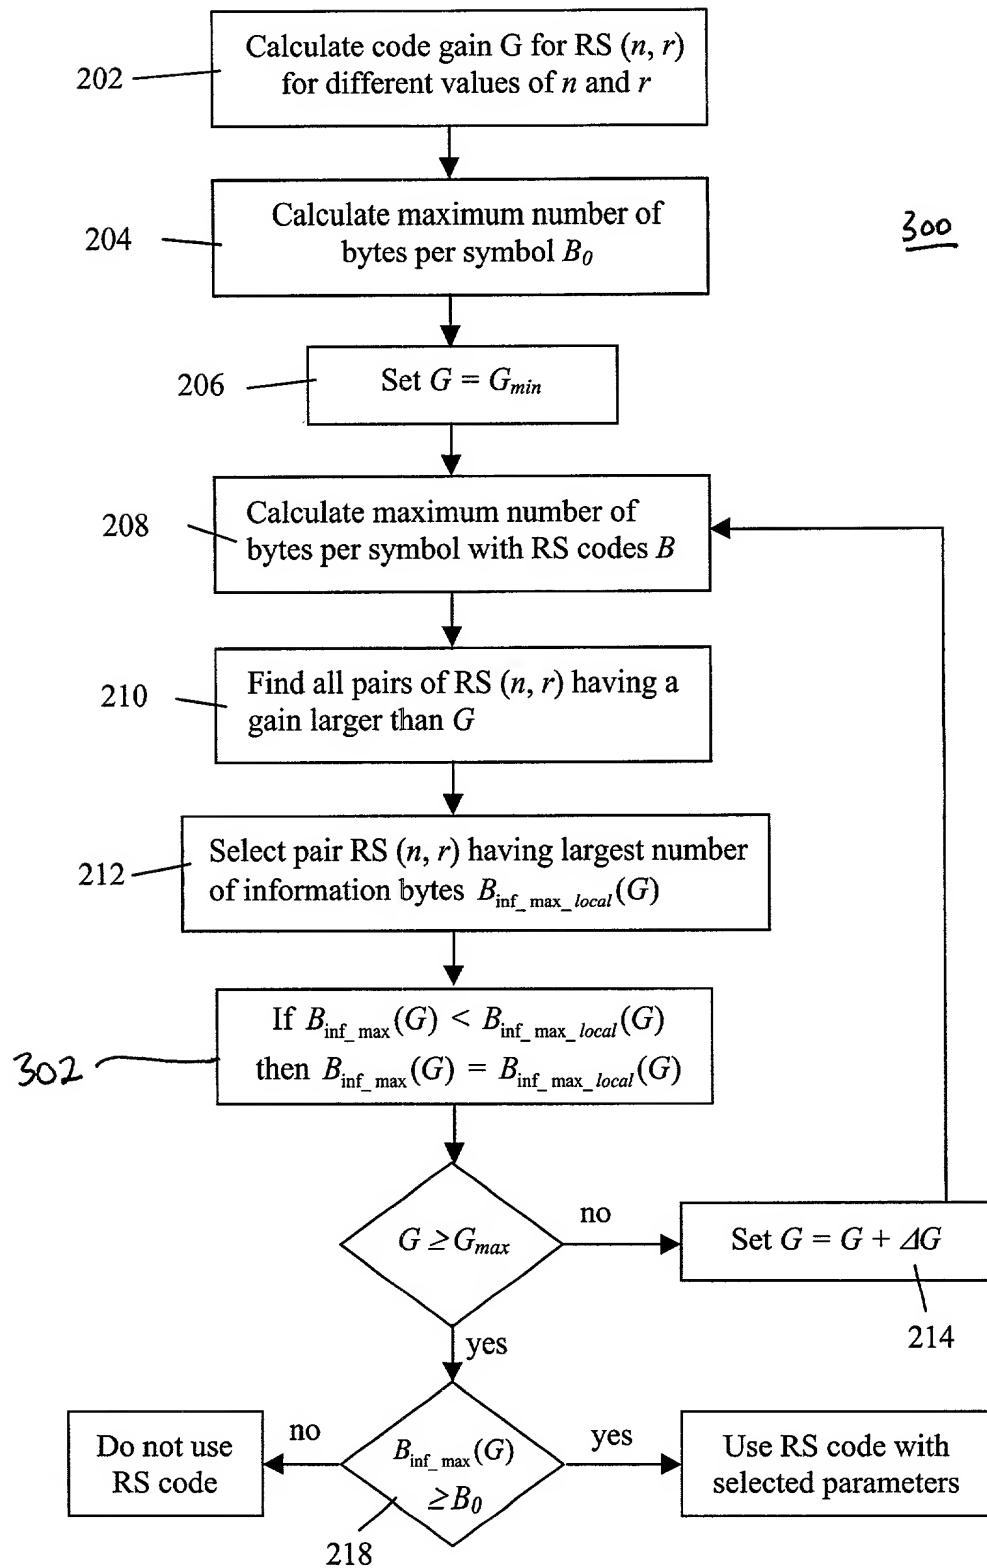 Calculate code gain G for RS (n, r)
for different values of n and r
202
Calculate maximum number of
bytes per symbol B0
204
300
Set G = Gmin
206
Calculate maximum number of
bytes per symbol with RS codes B
208
Find all pairs of RS (n, r) having a
gain larger than G
210
Select pair RS (n, r) having largest number
of information bytes Binf_max_local(G)
212
If Binf_max(G) < Binf_max_local(G)
then Binf_max(G) = Binf_max_local(G)
302
G ≥ Gmax
no
Set G = G + ΔG
214
yes
Do not use
RS code
no
Binf_max(G)
≥B0
yes
Use RS code with
selected parameters
218